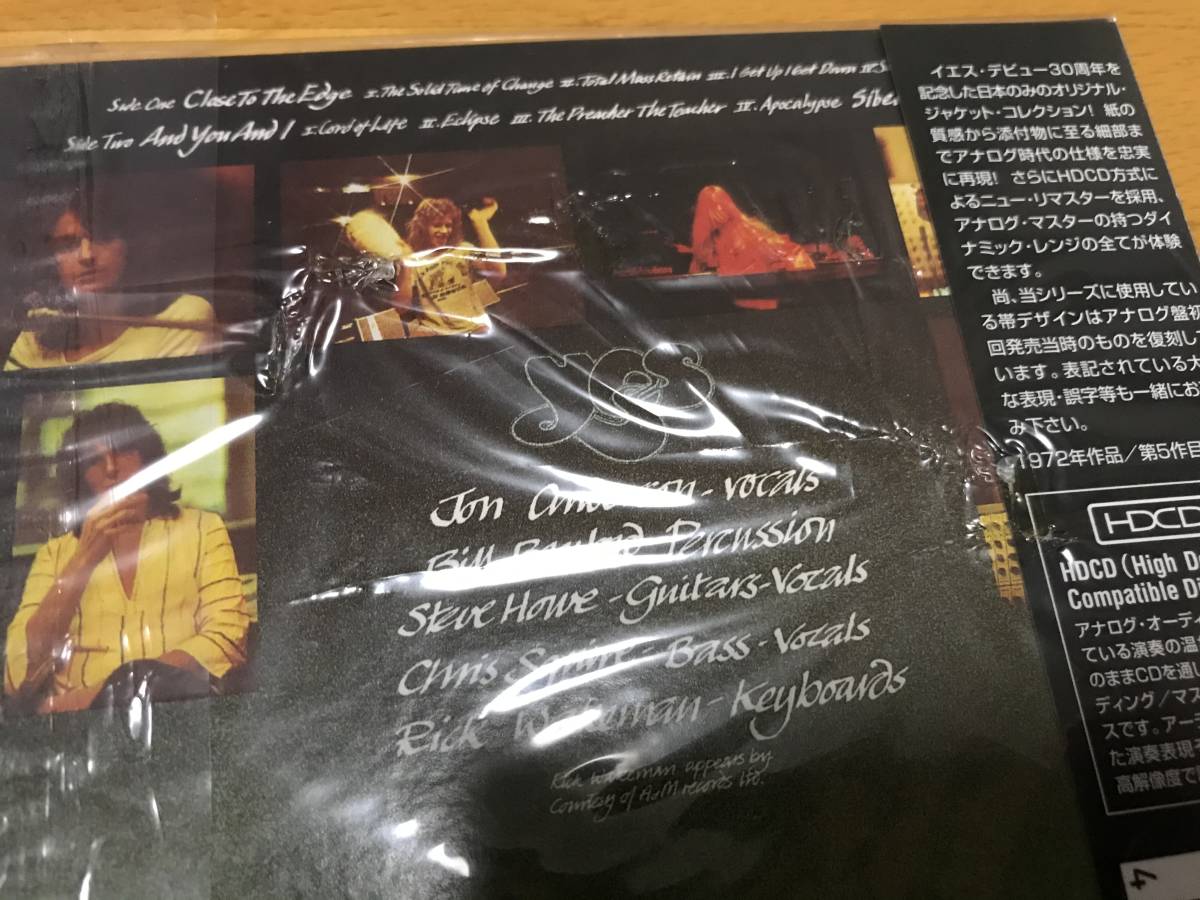 Side One Close To The Edge I. The Solid Time of Change II. Total Mass Retain III. I Get Up I Get Down IV. S
Side Two And You And I I. Cord of Life II. Eclipse III. The Preacher The Teacher IV. Apocalypse Siber
yes
Jon Anderson - vocals
Bill Percussion
Steve Howe - Guitars - Vocals
Chris Squire - Bass - Vocals
Rick Wakeman - Keyboards
Rick Wakeman appears by
Courtesy of A&M records ltd.
イエス・デビュー30周年を
記念した日本のみのオリジナル・
ジャケット・コレクション! 紙の
質感から添付物に至る細部ま
でアナログ時代の仕様を忠実
に再現! さらにHDCD方式に
よるニュー・リマスターを採用、
アナログ・マスターの持つダイ
ナミック・レンジの全てが体験
できます。
尚、当シリーズに使用してい
る帯デザインはアナログ盤初
回発売当時のものを復刻し
います。表記されている大
な表現・誤字等も一緒にお
み下さい。
1972年作品/第5作目
HDCD
HDCD (High D
Compatible D
アナログ・オーデ
ている演奏の温
のままCDを通
ディング/マス
スです。アー
た演奏表現
高解像度で
4